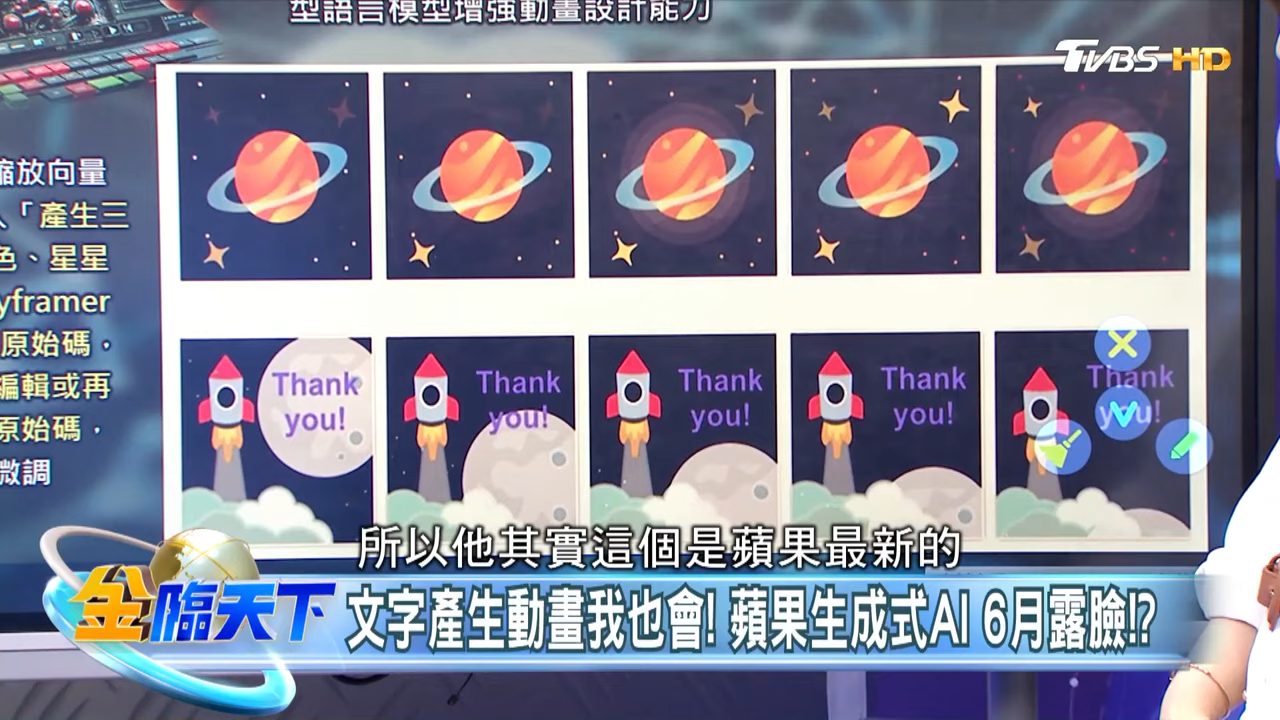 型語言模型增強動畫設計能力
TVBS HD
縮放向量
「產生三
色、星星
yframer
原始碼，
編輯或再
原始碼，
微調
Thank
you!
Thank
you!
Thank
you!
Thank
you!
Thank
you!
所以他其實這個是蘋果最新的
金臨天下
文字產生動畫我也會! 蘋果生成式AI 6月露臉!?